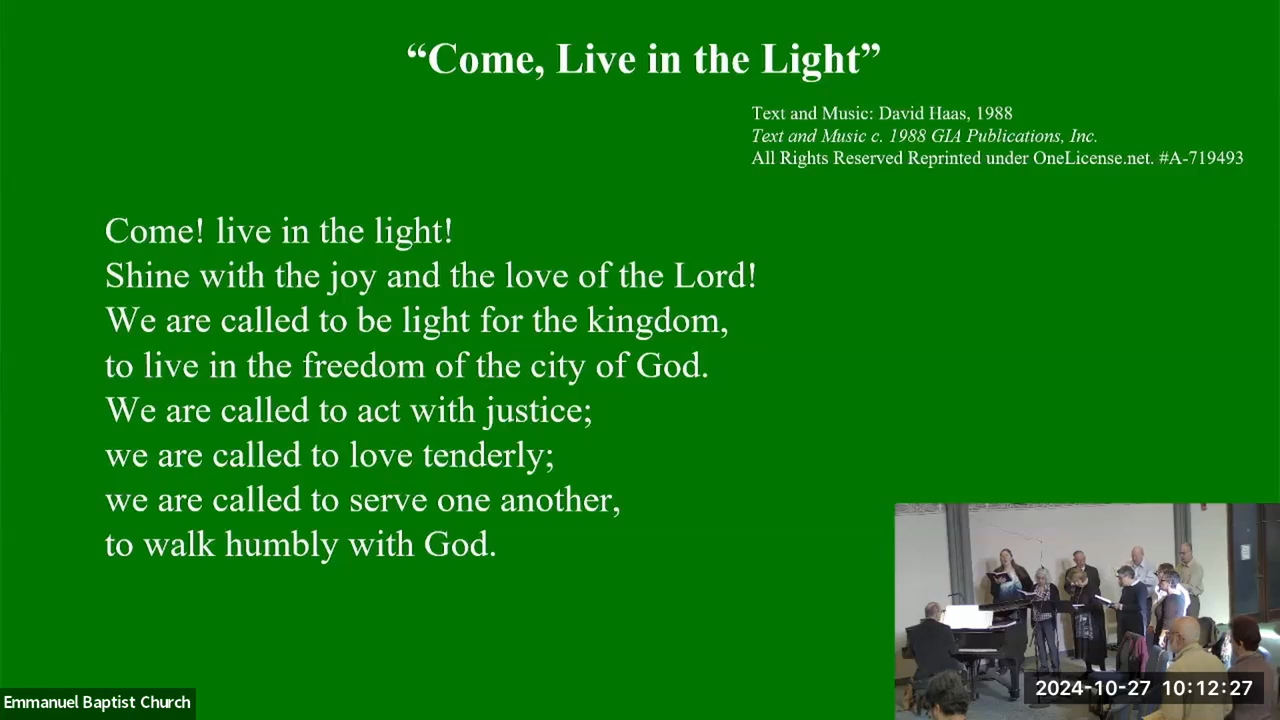 “Come, Live in the Light”
Text and Music: David Haas, 1988
Text and Music c. 1988 GIA Publications, Inc.
All Rights Reserved Reprinted under OneLicense.net. #A-719493
Come! live in the light!
Shine with the joy and the love of the Lord!
We are called to be light for the kingdom,
to live in the freedom of the city of God.
We are called to act with justice;
we are called to love tenderly;
we are called to serve one another,
to walk humbly with God.
Emmanuel Baptist Church
2024-10-27 10:12:27